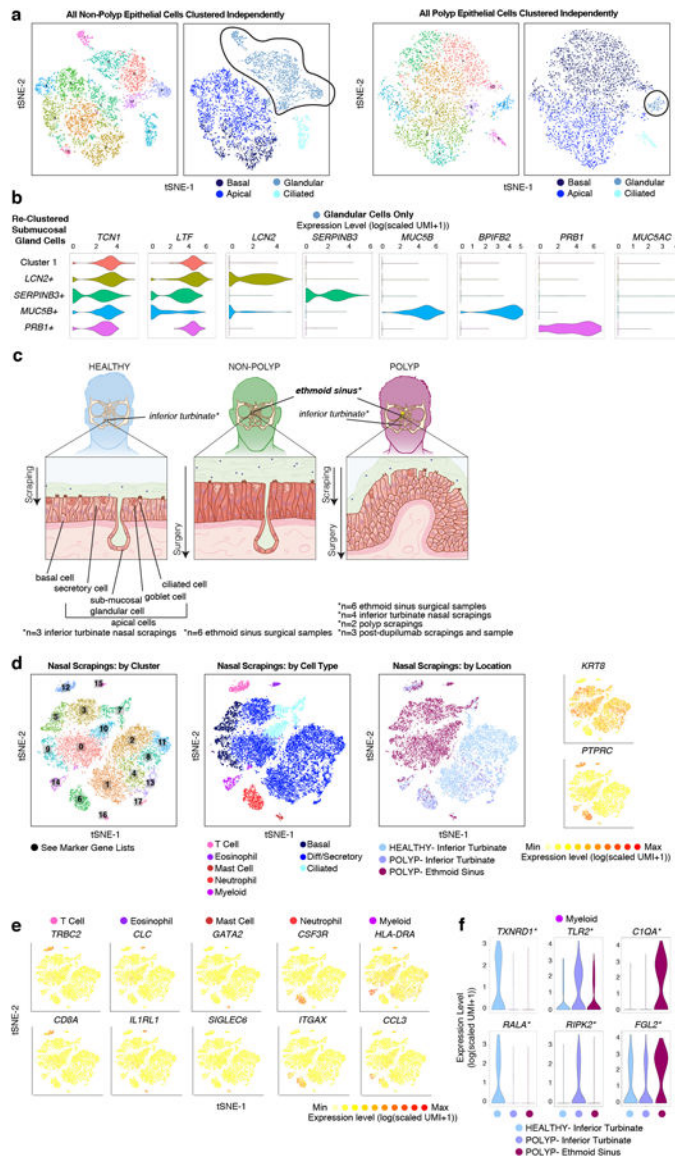 a
All Non-Polyp Epithelial Cells Clustered Independently
All Polyp Epithelial Cells Clustered Independently
tSNE-2
tSNE-2
tSNE-1
tSNE-1
Basal
Glandular
Apical
Ciliated
Basal
Glandular
Apical
Ciliated
b
Re-Clustered
Submucosal
Gland Cells
Glandular Cells Only
Expression Level (log(scaled UMI+1))
TCN1 LTF LCN2 SERPINB3 MUC5B BPIFB2 PRB1 MUC5AC
Cluster 1
LCN2+
SERPINB3+
MUC5B+
PRB1+
c
HEALTHY
NON-POLYP
POLYP
ethmoid sinus*
inferior turbinate*
inferior turbinate*
Scraping
Surgery
Scraping
Surgery
basal cell
secretory cell
sub-mucosal
glandular cell
ciliated cell
goblet cell
apical cells
*n=3 inferior turbinate nasal scrapings
*n=6 ethmoid sinus surgical samples
*n=6 ethmoid sinus surgical samples
*n=4 inferior turbinate nasal scrapings
*n=2 polyp scrapings
*n=3 post-dupilumab scrapings and sample
d
Nasal Scrapings: by Cluster
Nasal Scrapings: by Cell Type
Nasal Scrapings: by Location
KRT8
PTPRC
tSNE-2
tSNE-2
tSNE-2
tSNE-1
tSNE-1
tSNE-1
See Marker Gene Lists
T Cell
Eosinophil
Mast Cell
Neutrophil
Myeloid
Basal
Diff/Secretory
Ciliated
HEALTHY- Inferior Turbinate
POLYP- Inferior Turbinate
POLYP- Ethmoid Sinus
Min Max
Expression level (log(scaled UMI+1))
e
T Cell Eosinophil Mast Cell Neutrophil Myeloid
TRBC2 CLC GATA2 CSF3R HLA-DRA
CD8A IL1RL1 SIGLEC6 ITGAX CCL3
tSNE-2
tSNE-1
Min Max
Expression level (log(scaled UMI+1))
f
Myeloid
TXNRD1* TLR2* C1QA*
RALA* RIPK2* FGL2*
Expression Level
(log(scaled UMI+1))
HEALTHY- Inferior Turbinate
POLYP- Inferior Turbinate
POLYP- Ethmoid Sinus